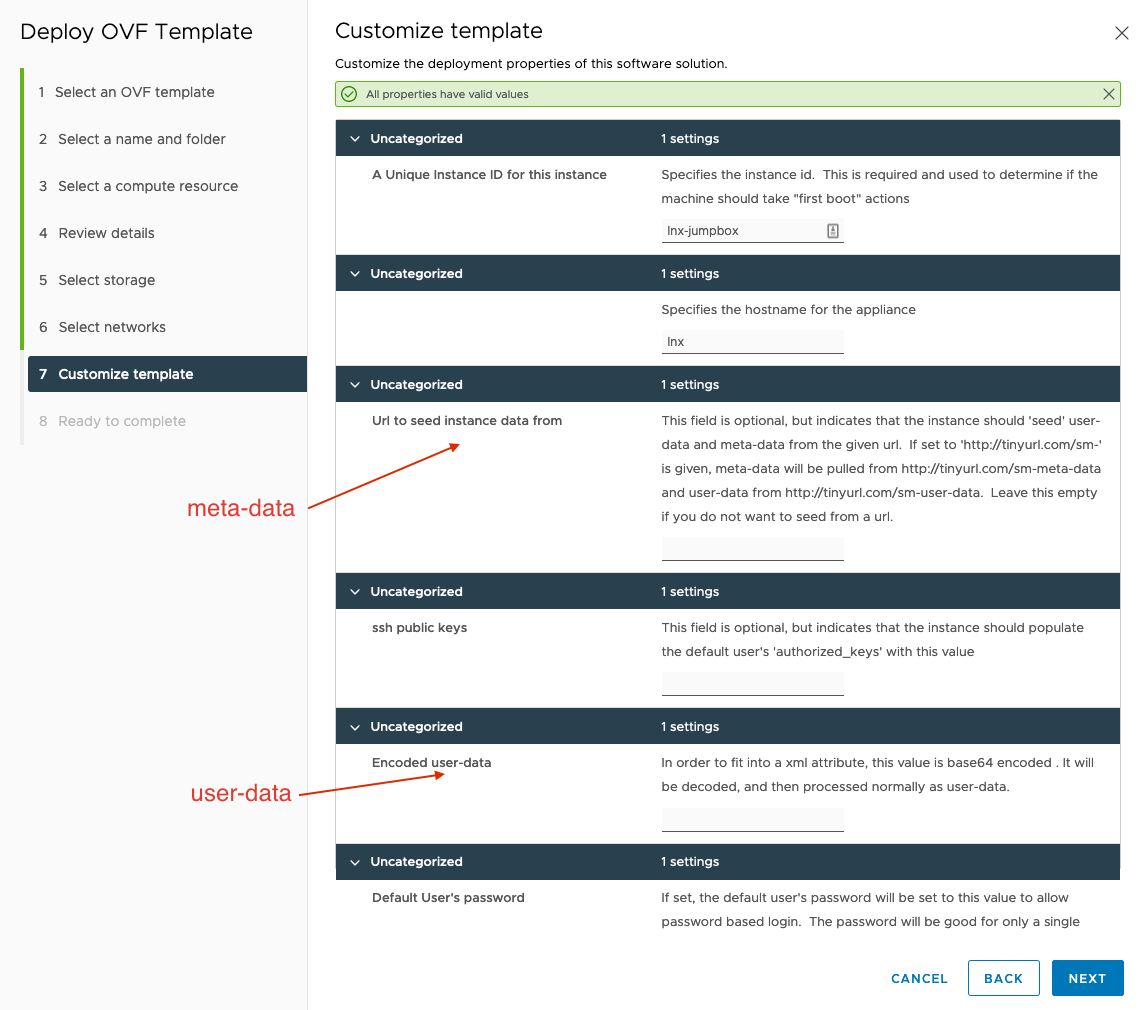 Deploy OVF Template
1 Select an OVF template
2 Select a name and folder
3 Select a compute resource
4 Review details
5 Select storage
6 Select networks
7 Customize template
8 Ready to complete
Customize template
Customize the deployment properties of this software solution.
All properties have valid values
Uncategorized 1 settings
A Unique Instance ID for this instance
Specifies the instance id. This is required and used to determine if the
machine should take "first boot" actions
lnx-jumpbox
Uncategorized 1 settings
Specifies the hostname for the appliance
lnx
Uncategorized 1 settings
Url to seed instance data from
This field is optional, but indicates that the instance should 'seed' user-
data and meta-data from the given url. If set to 'http://tinyurl.com/sm-'
is given, meta-data will be pulled from http://tinyurl.com/sm-meta-data
and user-data from http://tinyurl.com/sm-user-data. Leave this empty
if you do not want to seed from a url.
meta-data
Uncategorized 1 settings
ssh public keys
This field is optional, but indicates that the instance should populate
the default user's 'authorized_keys' with this value
Uncategorized 1 settings
Encoded user-data
In order to fit into a xml attribute, this value is base64 encoded . It will
be decoded, and then processed normally as user-data.
user-data
Uncategorized 1 settings
Default User's password
If set, the default user's password will be set to this value to allow
password based login. The password will be good for only a single
CANCEL BACK NEXT